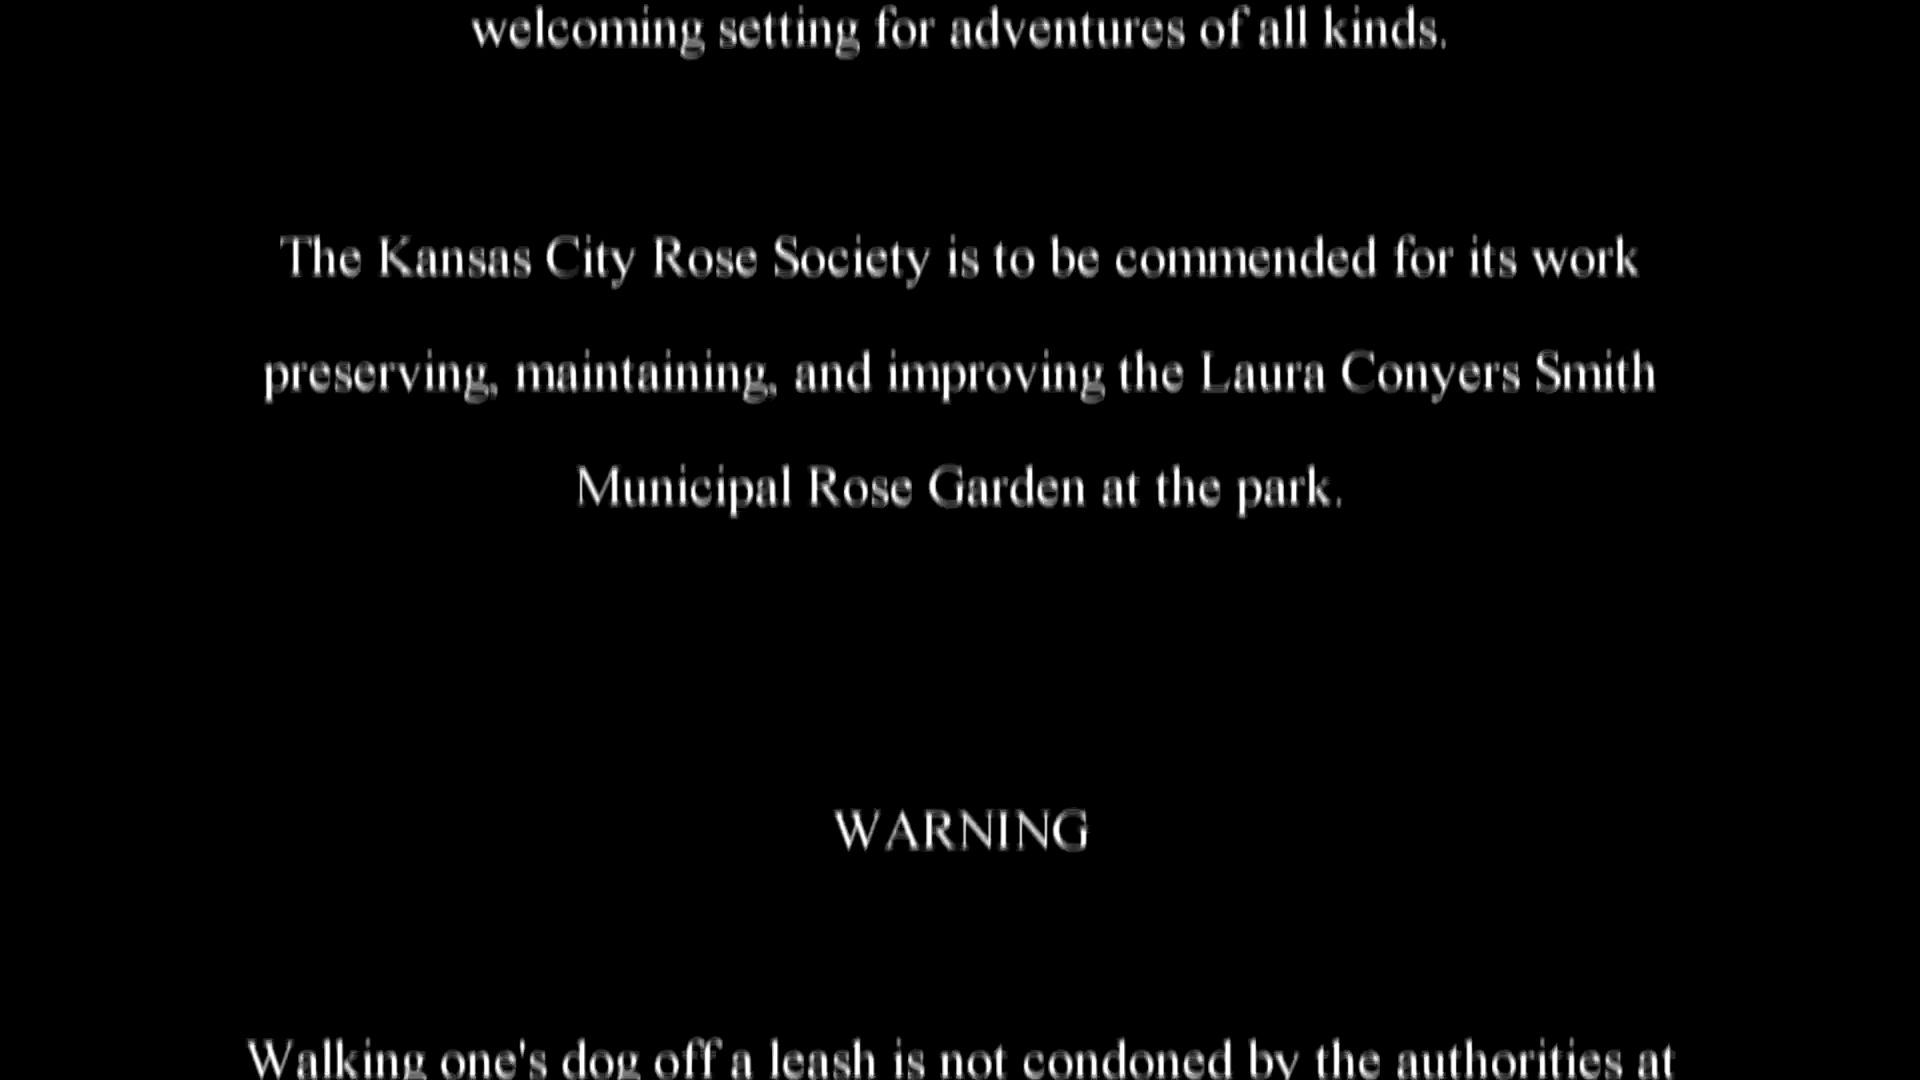 welcoming setting for adventures of all kinds.
The Kansas City Rose Society is to be commended for its work
preserving, maintaining, and improving the Laura Conyers Smith
Municipal Rose Garden at the park.
WARNING
Walking one's dog off a leash is not condoned by the authorities at